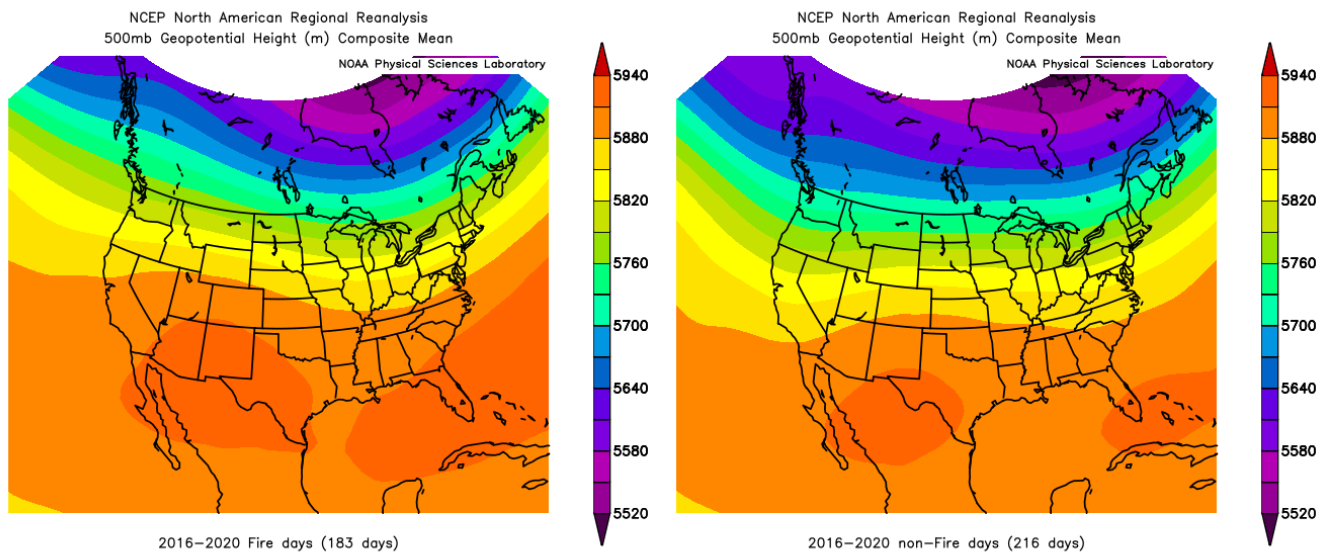 NCEP North American Regional Reanalysis
500mb Geopotential Height (m) Composite Mean
NOAA Physical Sciences Laboratory
5940
5880
5820
5760
5700
5640
5580
5520
2016-2020 Fire days (183 days)
NCEP North American Regional Reanalysis
500mb Geopotential Height (m) Composite Mean
NOAA Physical Sciences Laboratory
5940
5880
5820
5760
5700
5640
5580
5520
2016-2020 non-Fire days (216 days)